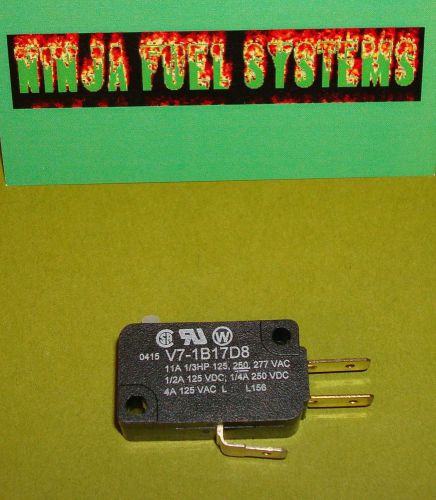 NINJA FUEL SYSTEMS
0415 V7-1B17D8
11A 1/3HP 125, 250, 277 VAC
1/2A 125 VDC; 1/4A 250 VDC
4A 125 VAC L L156